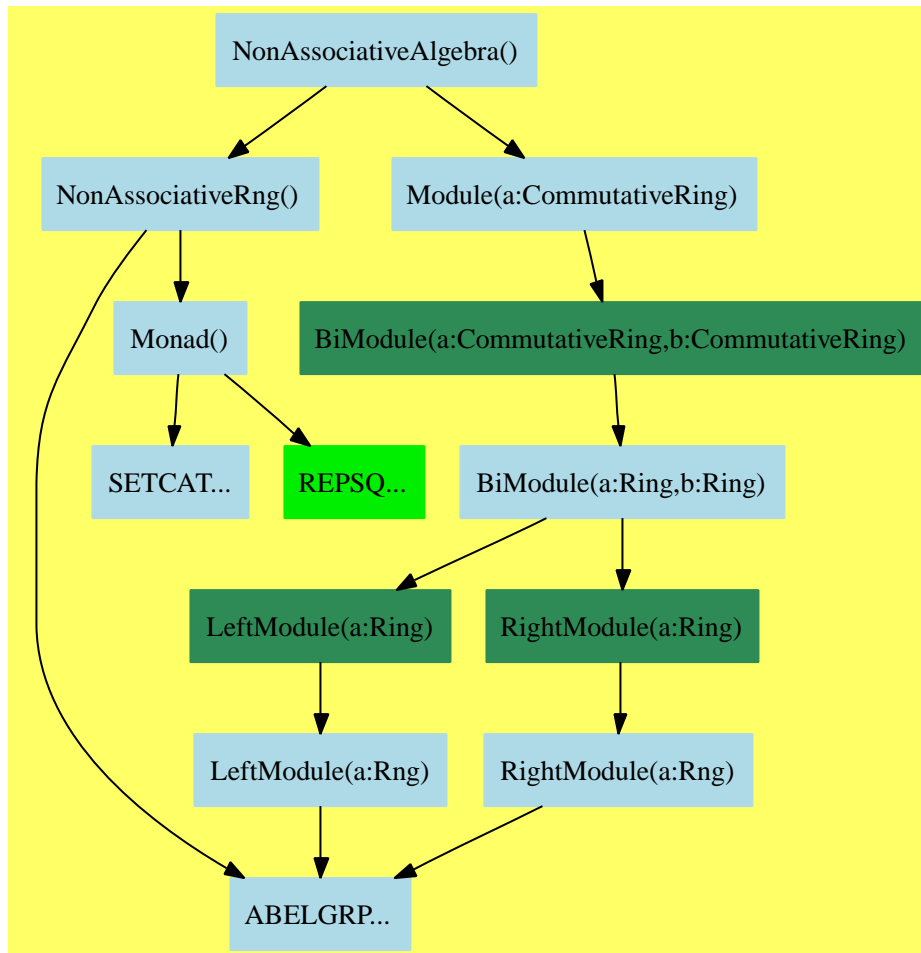 NonAssociativeAlgebra()
NonAssociativeRng()
Module(a:CommutativeRing)
Monad()
BiModule(a:CommutativeRing,b:CommutativeRing)
SETCAT...
REPSQ...
BiModule(a:Ring,b:Ring)
LeftModule(a:Ring)
RightModule(a:Ring)
LeftModule(a:Rng)
RightModule(a:Rng)
ABELGRP...